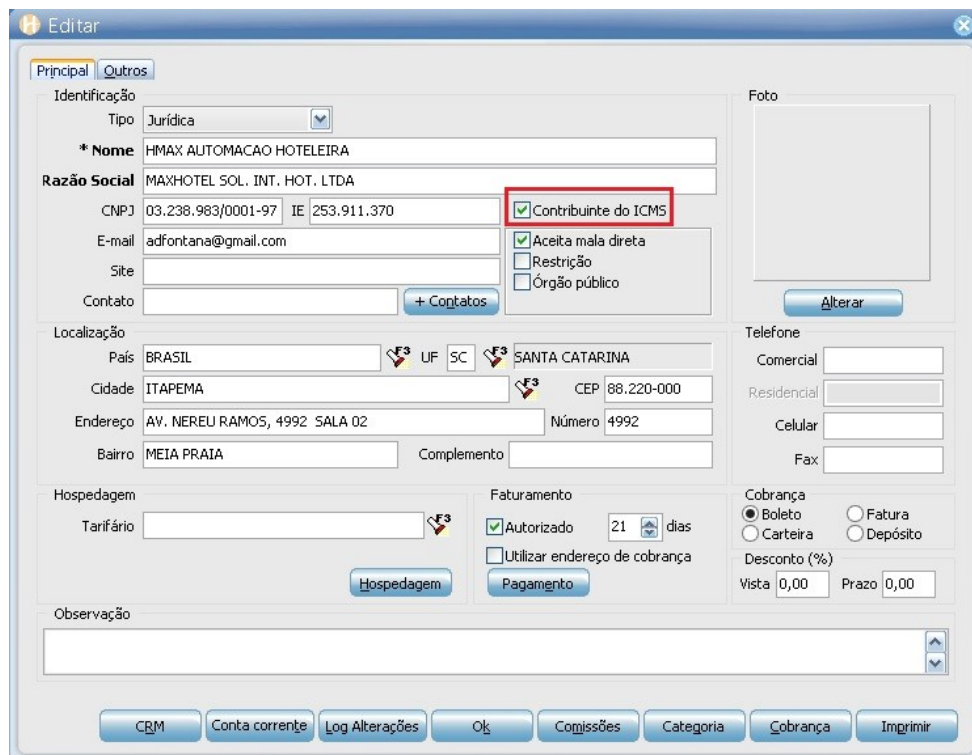 Editar
Principal Outros
Identificação
Tipo Jurídica
* Nome HMAX AUTOMACAO HOTELEIRA
Razão Social MAXHOTEL SOL. INT. HOT. LTDA
CNPJ 03.238.983/0001-97 IE 253.911.370 Contribuinte do ICMS
E-mail adfontana@gmail.com Aceita mala direta
Site Restrição
Órgão público
Contato + Contatos
Foto
Alterar
Localização
País BRASIL F3 UF SC F3 SANTA CATARINA
Cidade ITAPEMA F3 CEP 88.220-000
Endereço AV. NEREU RAMOS, 4992 SALA 02 Número 4992
Bairro MEIA PRAIA Complemento
Telefone
Comercial
Residencial
Celular
Fax
Hospedagem
Tarifário F3
Hospedagem
Faturamento
Autorizado 21 dias
Utilizar endereço de cobrança
Pagamento
Cobrança
Boleto Fatura
Carteira Depósito
Desconto (%)
Vista 0,00 Prazo 0,00
Observação
CRM Conta corrente Log Alterações Ok Comissões Categoria Cobrança Imprimir